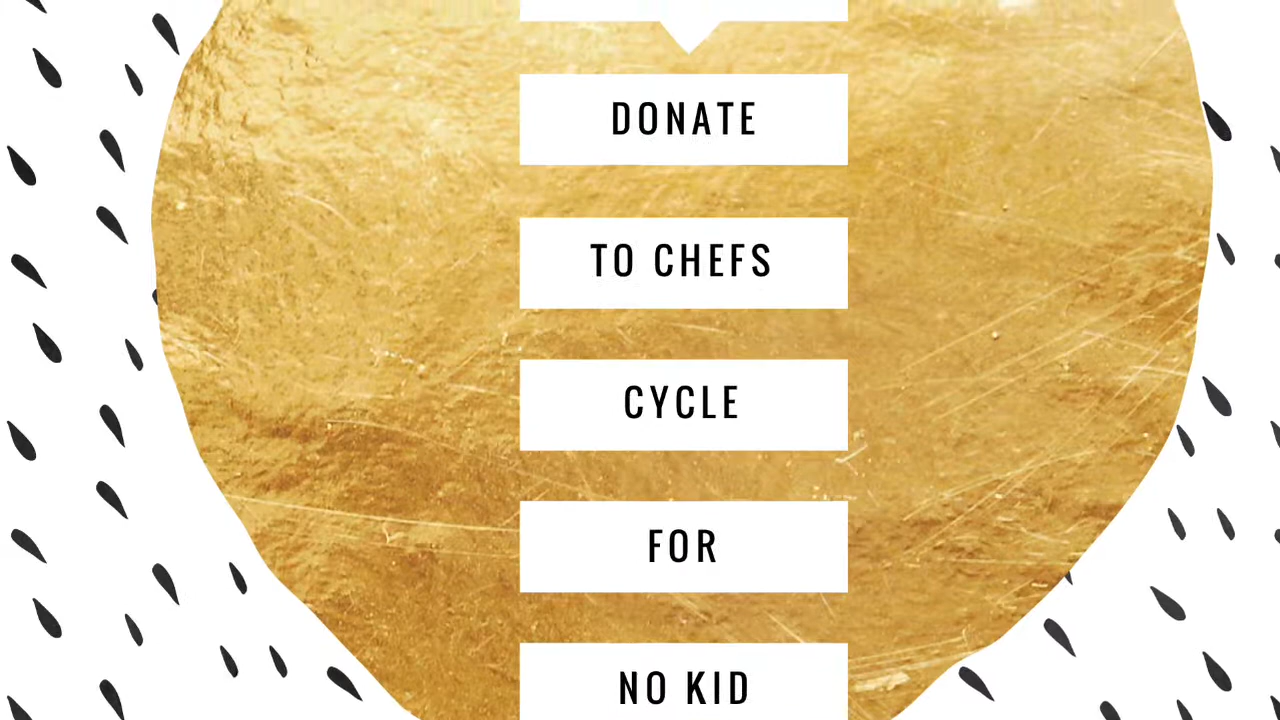 DONATE
TO CHEFS
CYCLE
FOR
NO KID